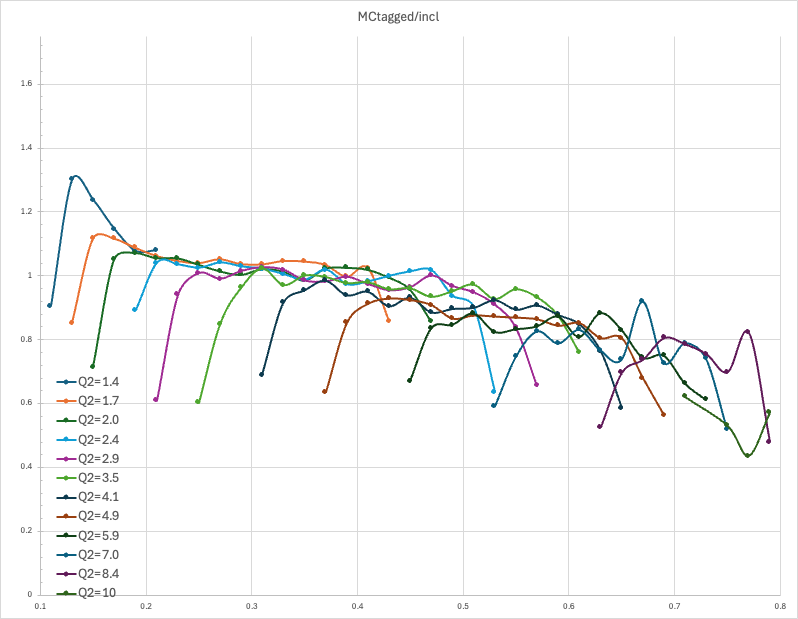 MCtagged/incl
1.6
1.4
1.2
1
0.8
0.6
0.4
0.2
0
Q2=1.4
Q2=1.7
Q2=2.0
Q2=2.4
Q2=2.9
Q2=3.5
Q2=4.1
Q2=4.9
Q2=5.9
Q2=7.0
Q2=8.4
Q2=10
0.1 0.2 0.3 0.4 0.5 0.6 0.7 0.8